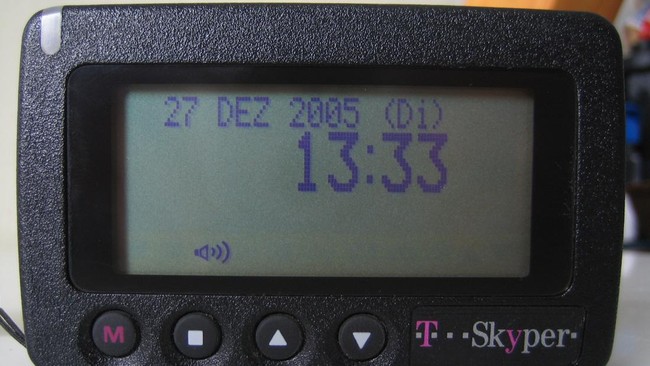 27 DEZ 2005 (Di)
13:33
M
T · · · Skyper ·